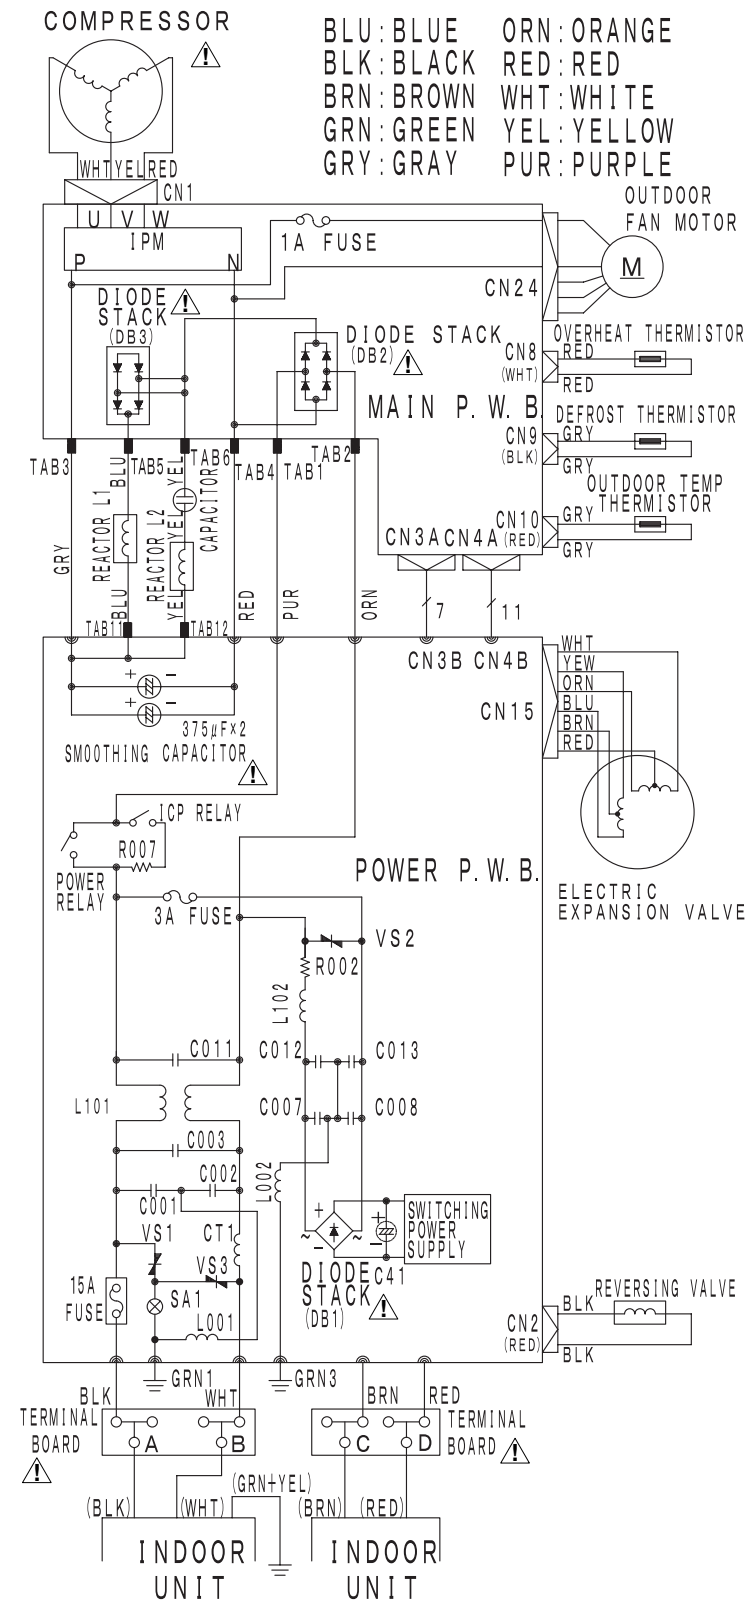 COMPRESSOR
BLU:BLUE ORN:ORANGE
BLK:BLACK RED:RED
BRN:BROWN WHT:WHITE
GRN:GREEN YEL:YELLOW
GRY:GRAY PUR:PURPLE
WHT YEL RED
CN1
U V W
IPM
P N
1A FUSE
OUTDOOR
FAN MOTOR
M
CN24
DIODE
STACK
(DB3)
DIODE STACK
(DB2)
OVERHEAT THERMISTOR
CN8
(WHT)
RED
RED
MAIN P.W.B.
DEFROST THERMISTOR
CN9
(BLK)
GRY
GRY
OUTDOOR TEMP
THERMISTOR
CN10
(RED)
GRY
GRY
TAB3
BLU
TAB5
YEL
TAB6
TAB4
TAB1
TAB2
REACTOR L1
REACTOR L2
YEL
CAPACITOR
CN3A
CN4A
GRY
BLU
YEL
RED
PUR
ORN
7
11
TAB11
TAB12
CN3B CN4B
WHT
YEW
ORN
BLU
BRN
RED
CN15
+ -
+ -
375μF×2
SMOOTHING CAPACITOR
ICP RELAY
R007
POWER
RELAY
POWER P.W.B.
ELECTRIC
EXPANSION VALVE
3A FUSE
VS2
R002
L102
C011
C012
C013
L101
C007
C008
C003
C002
L002
C001
VS1
CT1
VS3
+
~ ~
-
+
SWITCHING
POWER
SUPPLY
DIODE
STACK
(DB1)
C41
15A
FUSE
SA1
L001
REVERSING VALVE
CN2
(RED)
BLK
BLK
GRN1
GRN3
BLK
WHT
BRN
RED
TERMINAL
BOARD
A B
C D
TERMINAL
BOARD
(BLK)
(WHT)
(GRN+YEL)
(BRN)
(RED)
INDOOR
UNIT
INDOOR
UNIT